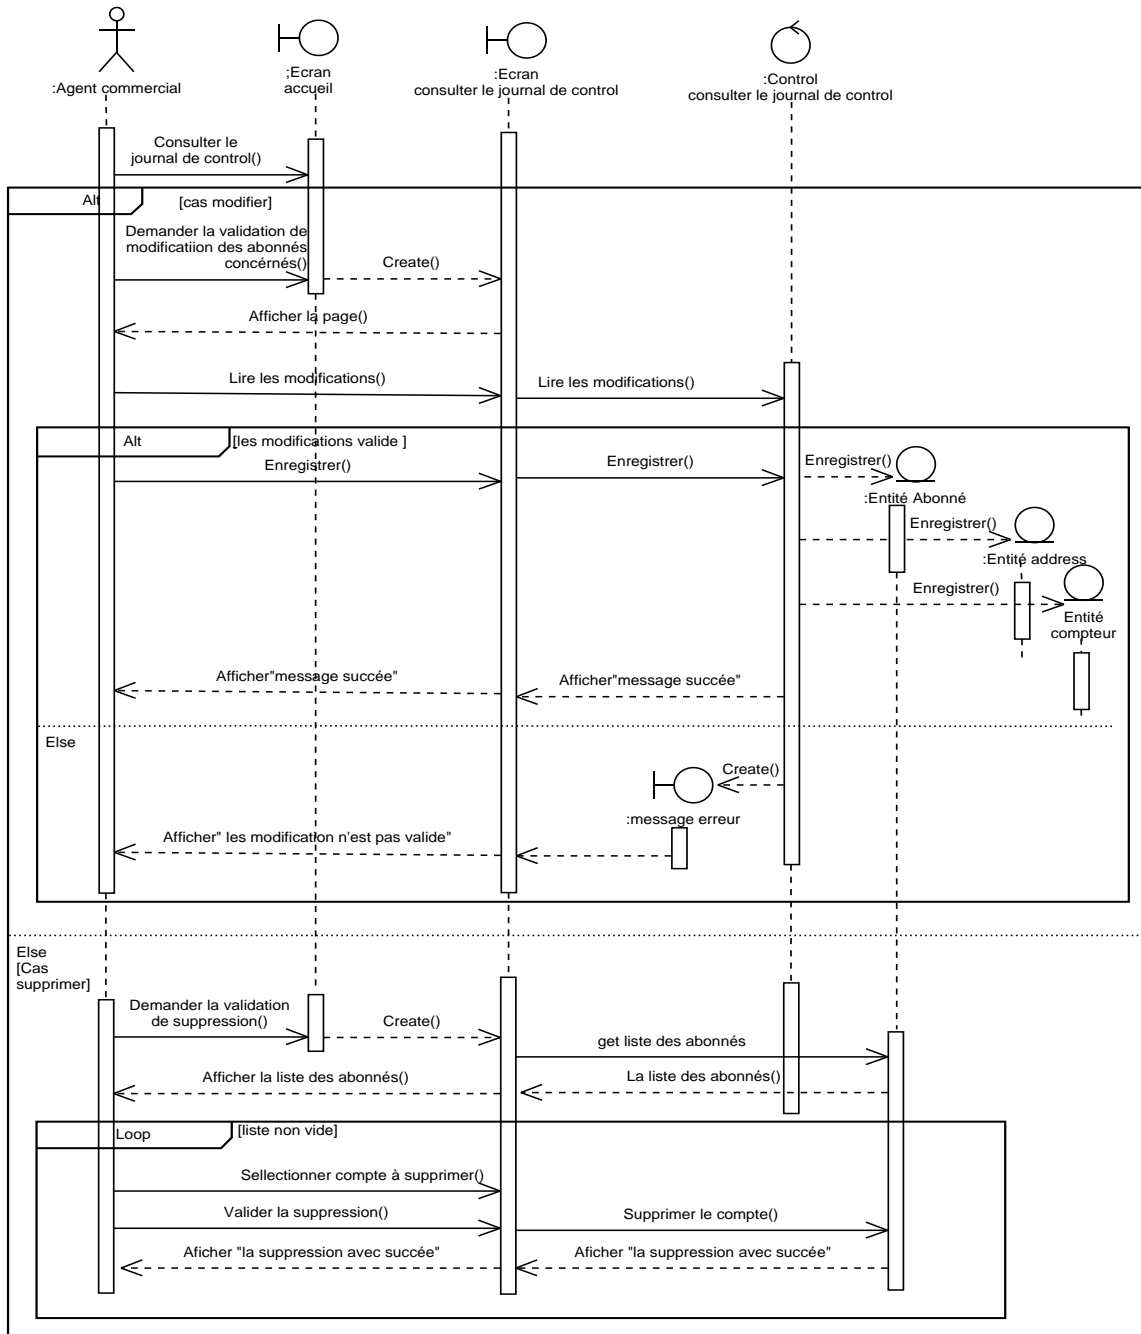 :Agent commercial
;Ecran
accueil
:Ecran
consulter le journal de control
:Control
consulter le journal de control
Consulter le
journal de control()
Alt
[cas modifier]
Demander la validation de
modificatiion des abonnés
concérnés()
Create()
Afficher la page()
Lire les modifications()
Lire les modifications()
Alt
[les modifications valide ]
Enregistrer()
Enregistrer()
Enregistrer()
:Entité Abonné
Enregistrer()
:Entité address
Enregistrer()
Entité
compteur
Afficher"message succée"
Afficher"message succée"
Else
Create()
:message erreur
Afficher" les modification n'est pas valide"
Else
[Cas
supprimer]
Demander la validation
de suppression()
Create()
get liste des abonnés
Afficher la liste des abonnés()
La liste des abonnés()
Loop
[liste non vide]
Sellectionner compte à supprimer()
Valider la suppression()
Supprimer le compte()
Aficher "la suppression avec succée"
Aficher "la suppression avec succée"